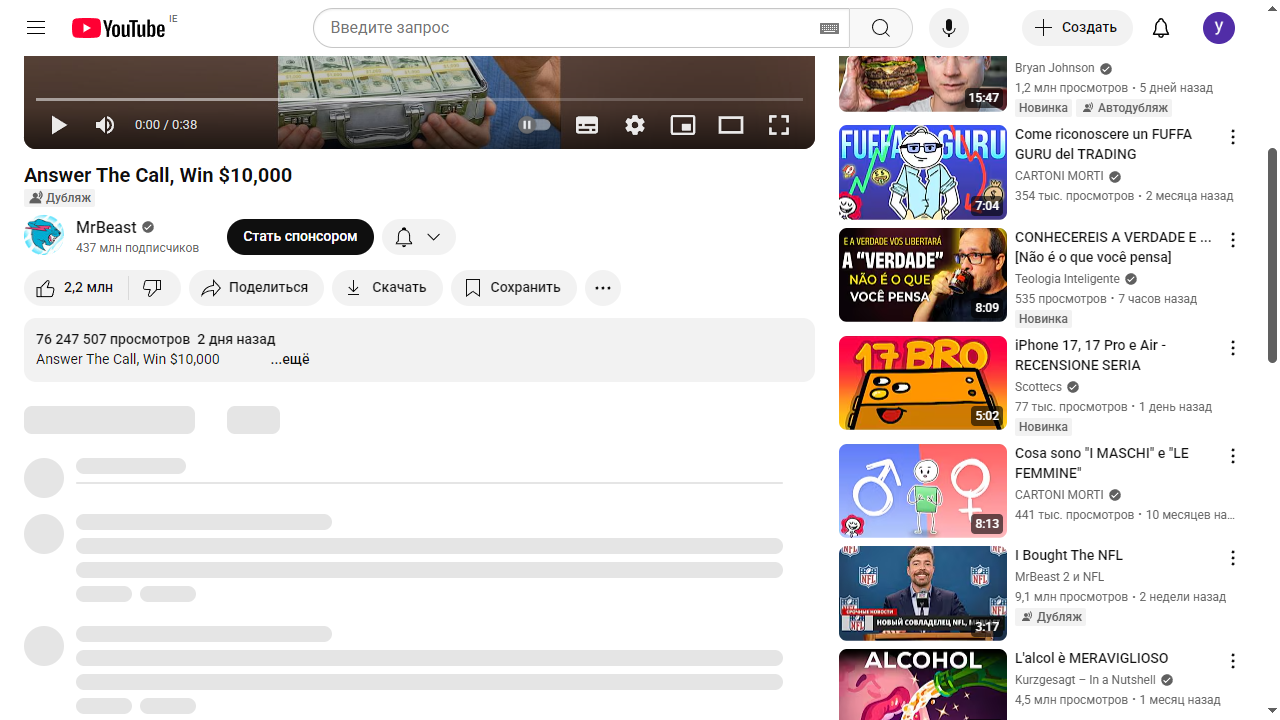 YouTube IE
Введите запрос
Создать
y
0:00 / 0:38
Answer The Call, Win $10,000
Дубляж
MrBeast
437 млн подписчиков
Стать спонсором
2,2 млн
Поделиться
Скачать
Сохранить
76 247 507 просмотров 2 дня назад
Answer The Call, Win $10,000 ...ещё
15:47
Bryan Johnson
1,2 млн просмотров • 5 дней назад
Новинка Автодубляж
FUFFA GURU
7:04
Come riconoscere un FUFFA
GURU del TRADING
CARTONI MORTI
354 тыс. просмотров • 2 месяца назад
E A VERDADE VOS LIBERTARÁ
A “VERDADE”
NÃO É O QUE
VOCÊ PENSA
8:09
CONHECEREIS A VERDADE E ...
[Não é o que você pensa]
Teologia Inteligente
535 просмотров • 7 часов назад
Новинка
17 BRO
5:02
iPhone 17, 17 Pro e Air -
RECENSIONE SERIA
Scottecs
77 тыс. просмотров • 1 день назад
Новинка
8:13
Cosa sono "I MASCHI" e "LE
FEMMINE"
CARTONI MORTI
441 тыс. просмотров • 10 месяцев на...
NFL
NFL
NFL
СРОЧНЫЕ НОВОСТИ
НОВЫЙ СОВЛАДЕЛЕЦ NFL,
3:17
I Bought The NFL
MrBeast 2 и NFL
9,1 млн просмотров • 2 недели назад
Дубляж
ALCOHOL
L'alcol è MERAVIGLIOSO
Kurzgesagt – In a Nutshell
4,5 млн просмотров • 1 месяц назад